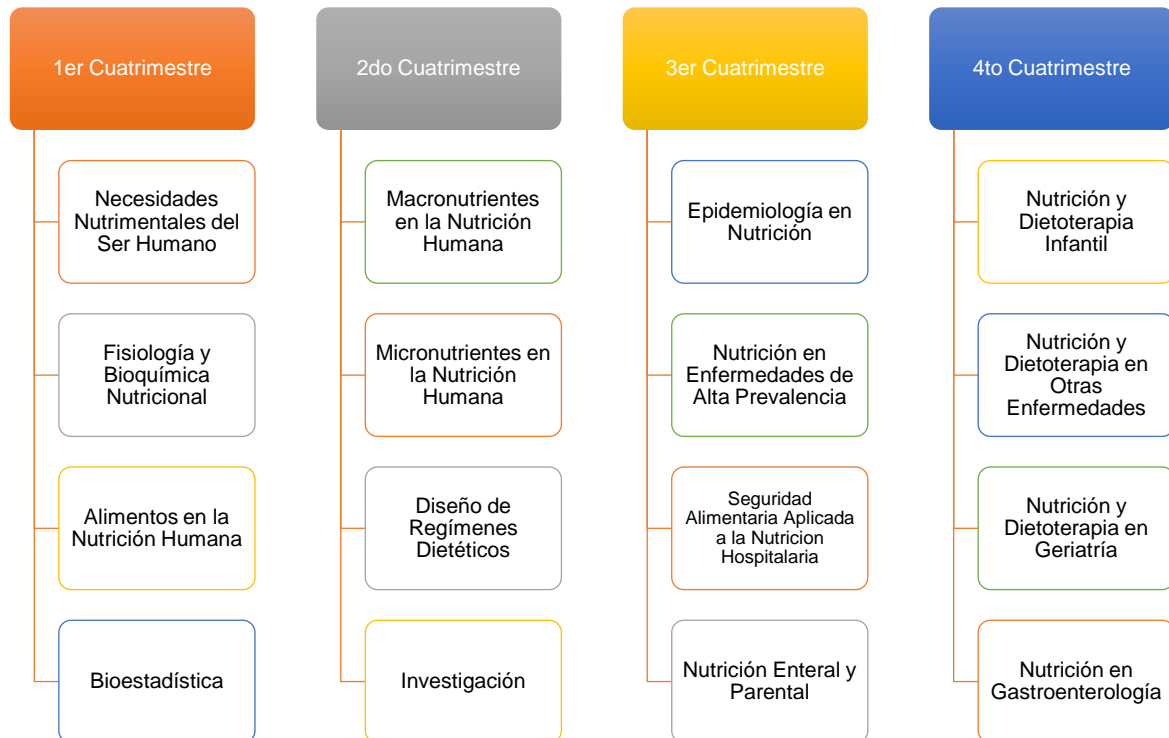 1er Cuatrimestre
Necesidades
Nutrimentales del
Ser Humano
Fisiología y
Bioquímica
Nutricional
Alimentos en la
Nutrición Humana
Bioestadística
2do Cuatrimestre
Macronutrientes
en la Nutrición
Humana
Micronutrientes en
la Nutrición
Humana
Diseño de
Regímenes
Dietéticos
Investigación
3er Cuatrimestre
Epidemiología en
Nutrición
Nutrición en
Enfermedades de
Alta Prevalencia
Seguridad
Alimentaria Aplicada
a la Nutricion
Hospitalaria
Nutrición Enteral y
Parental
4to Cuatrimestre
Nutrición y
Dietoterapia
Infantil
Nutrición y
Dietoterapia en
Otras
Enfermedades
Nutrición y
Dietoterapia en
Geriatría
Nutrición en
Gastroenterología